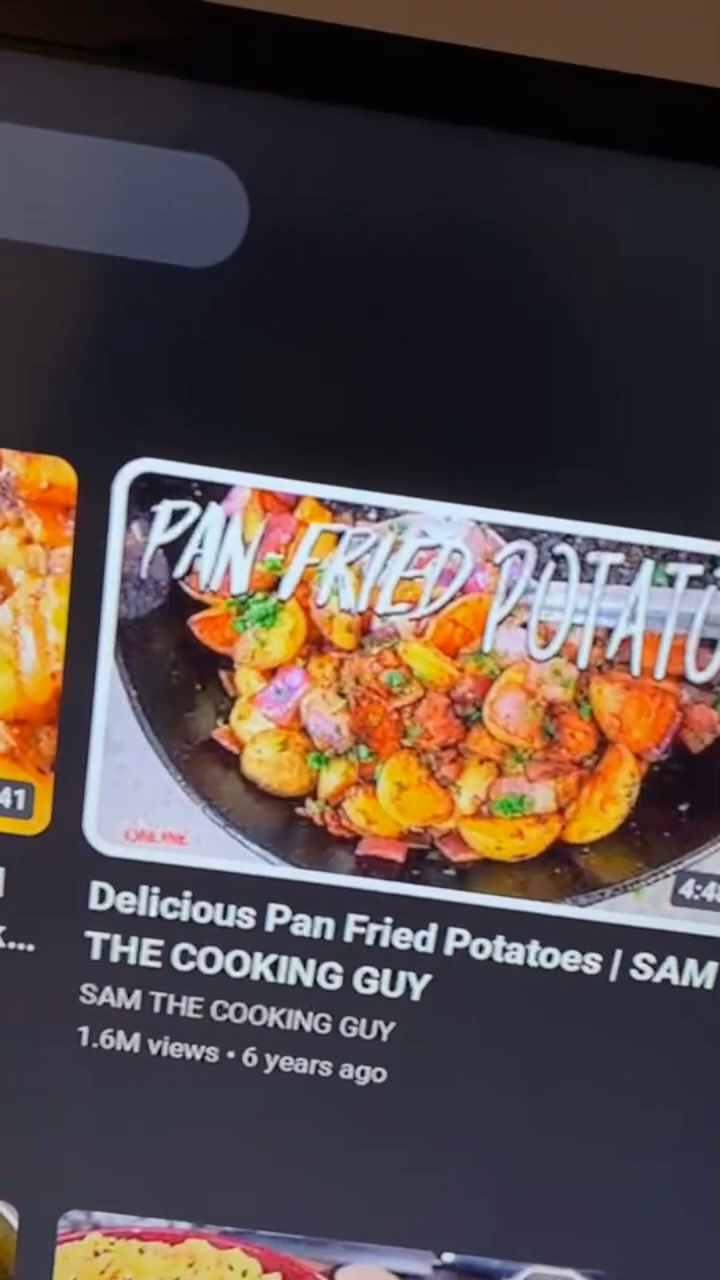 PAN FRIED POTATO
ONLINE
41
4:4
Delicious Pan Fried Potatoes | SAM
THE COOKING GUY
SAM THE COOKING GUY
1.6M views • 6 years ago